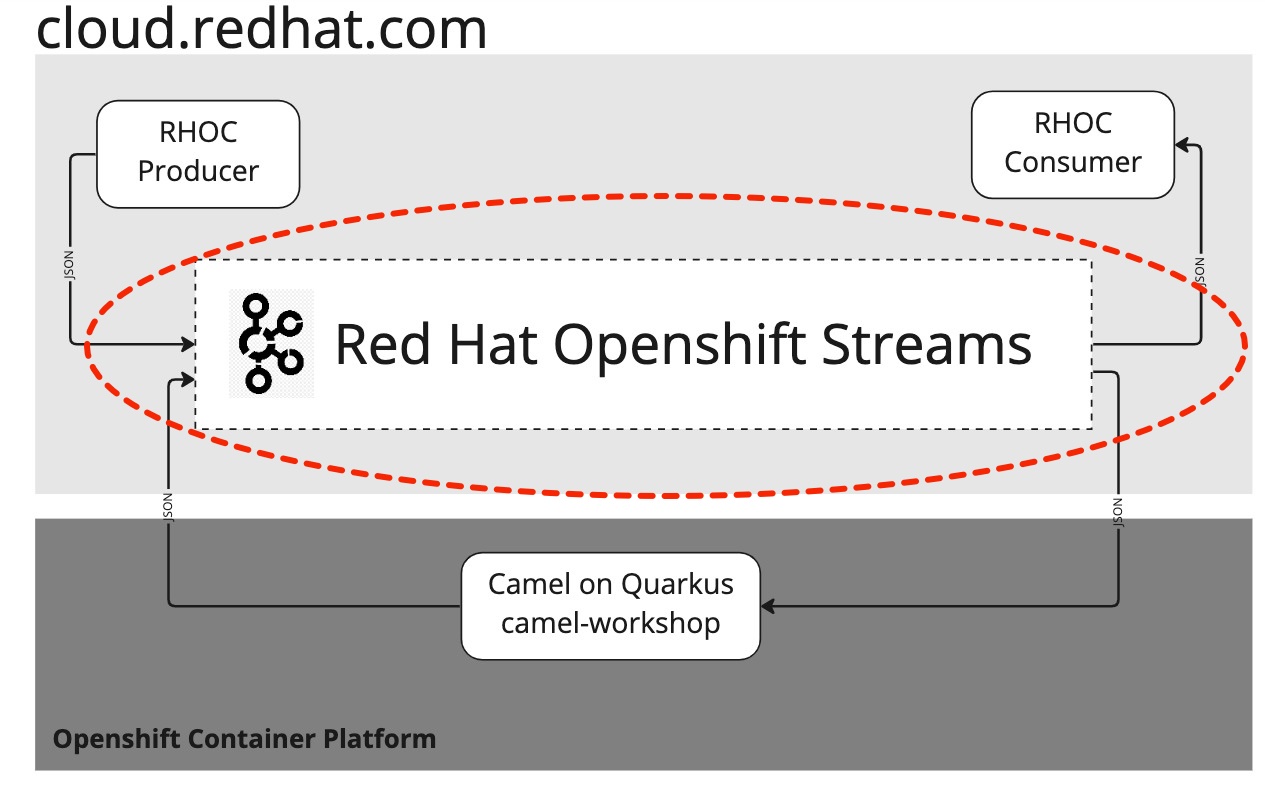 cloud.redhat.com
RHOC
Producer
RHOC
Consumer
JSON
JSON
Red Hat Openshift Streams
JSON
JSON
Camel on Quarkus
camel-workshop
Openshift Container Platform